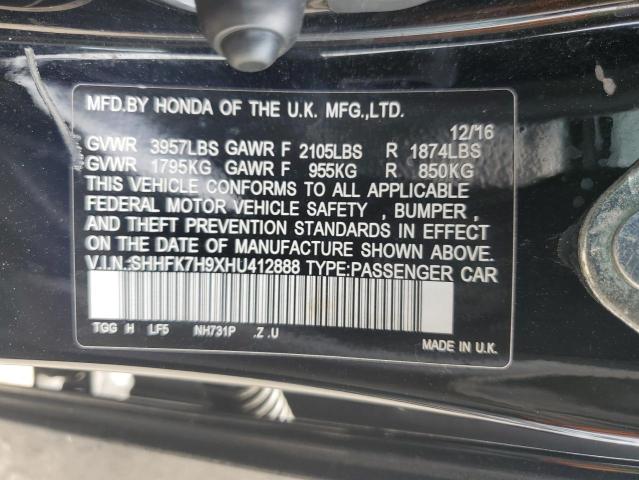 MFD.BY HONDA OF THE U.K. MFG.,LTD.
12/16
GVWR 3957LBS GAWR F 2105LBS R 1874LBS
GVWR 1795KG GAWR F 955KG R 850KG
THIS VEHICLE CONFORMS TO ALL APPLICABLE
FEDERAL MOTOR VEHICLE SAFETY , BUMPER ,
AND THEFT PREVENTION STANDARDS IN EFFECT
ON THE DATE OF MANUFACTURE SHOWN ABOVE.
V.I.N.:SHHFK7H9XHU412888 TYPE:PASSENGER CAR
TGG H LF5 NH731P .Z .U
MADE IN U.K.